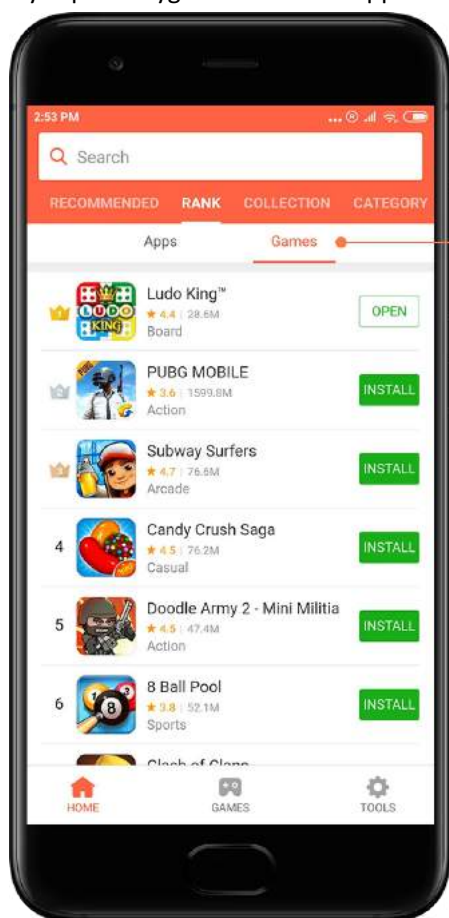 2:53 PM
Search
RECOMMENDED RANK COLLECTION CATEGORY
Apps Games
Ludo King™
★ 4.4 | 28.6M
Board
OPEN
PUBG MOBILE
★ 3.6 | 1599.8M
Action
INSTALL
Subway Surfers
★ 4.7 | 76.6M
Arcade
INSTALL
4
Candy Crush Saga
★ 4.5 | 76.2M
Casual
INSTALL
5
Doodle Army 2 - Mini Militia
★ 4.5 | 47.4M
Action
INSTALL
6
8 Ball Pool
★ 3.8 | 52.1M
Sports
INSTALL
HOME GAMES TOOLS